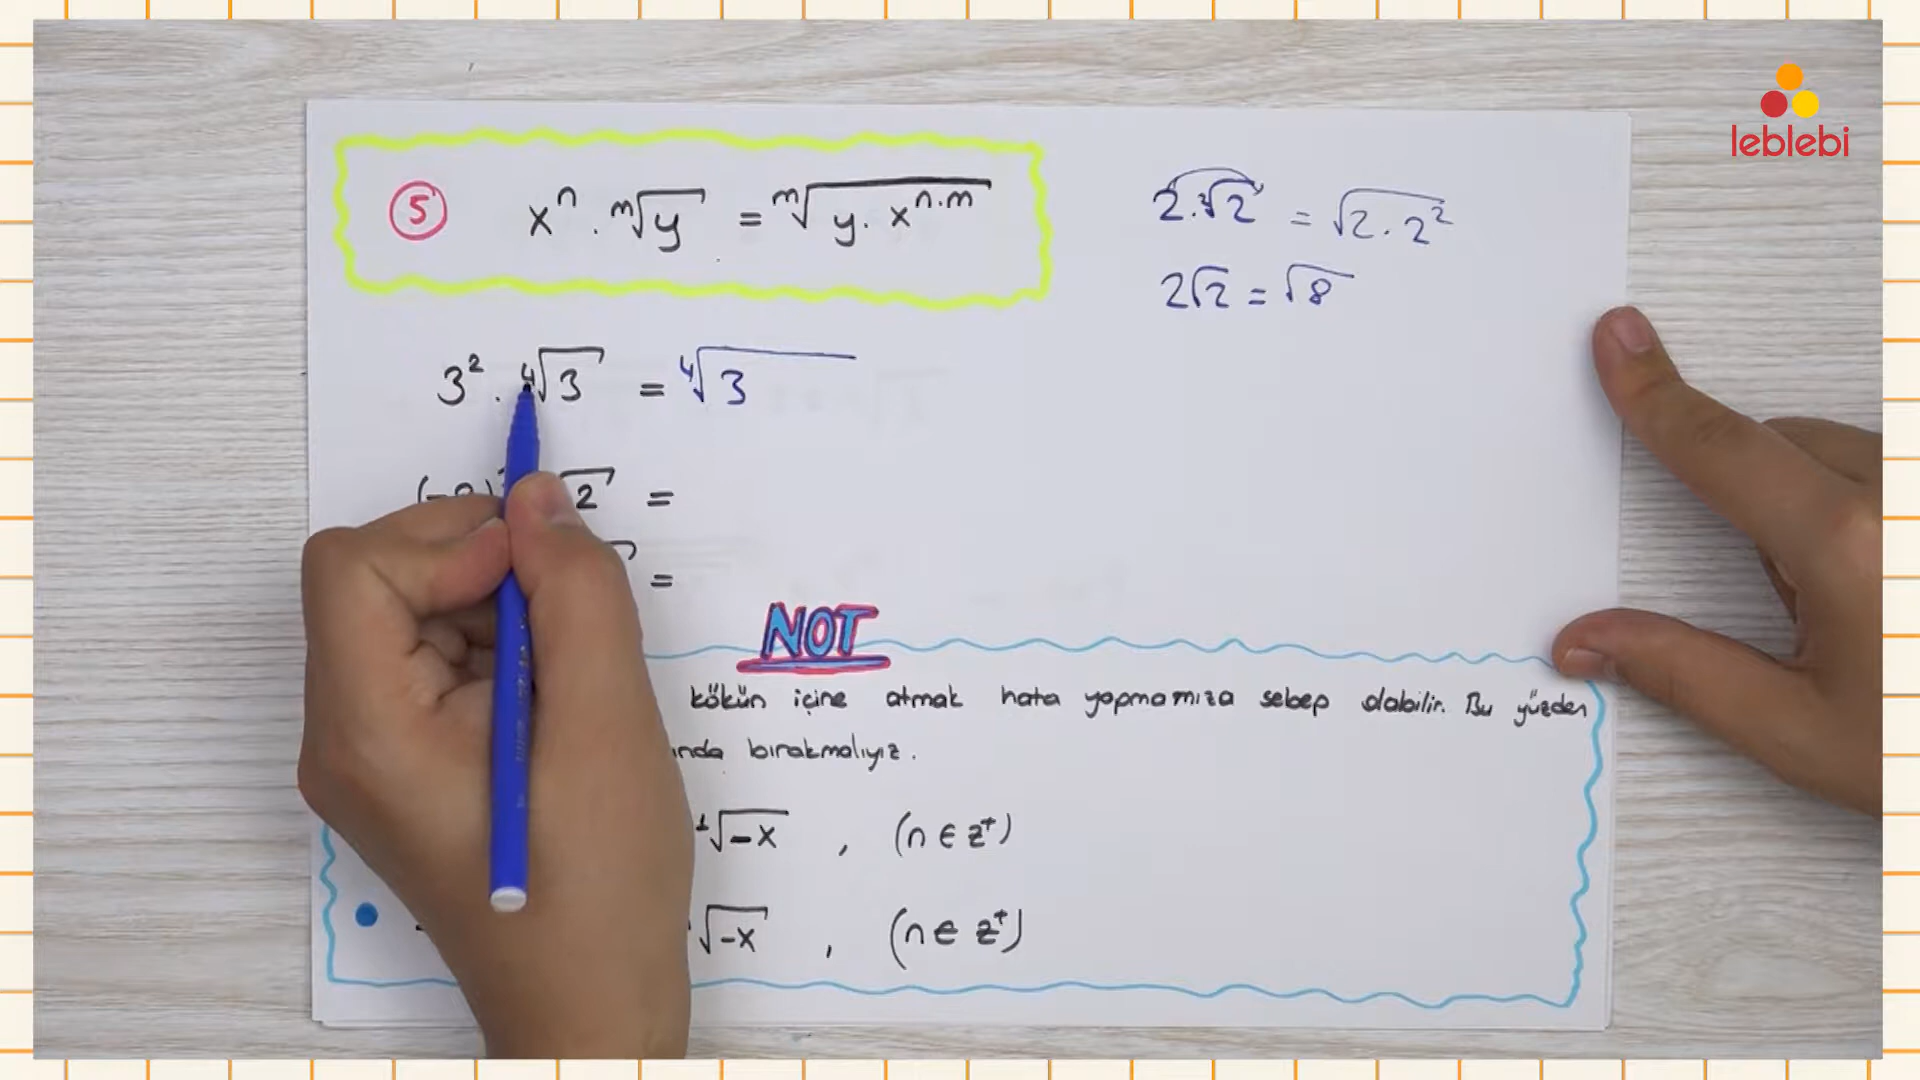 leblebi
5 xⁿ . ᵐ√y = ᵐ√(y. xⁿ·ᵐ)
2.²√2 = √(2.2²)
2√2 = √8
3² . ⁴√3 = ⁴√3
√2 =
=
NOT
kökün içine atmak hata yapmamıza sebep olabilir. Bu yüzden
bırakmalıyız.
√-x , (n ∈ z⁺)
√-x , (n ∈ z⁺)